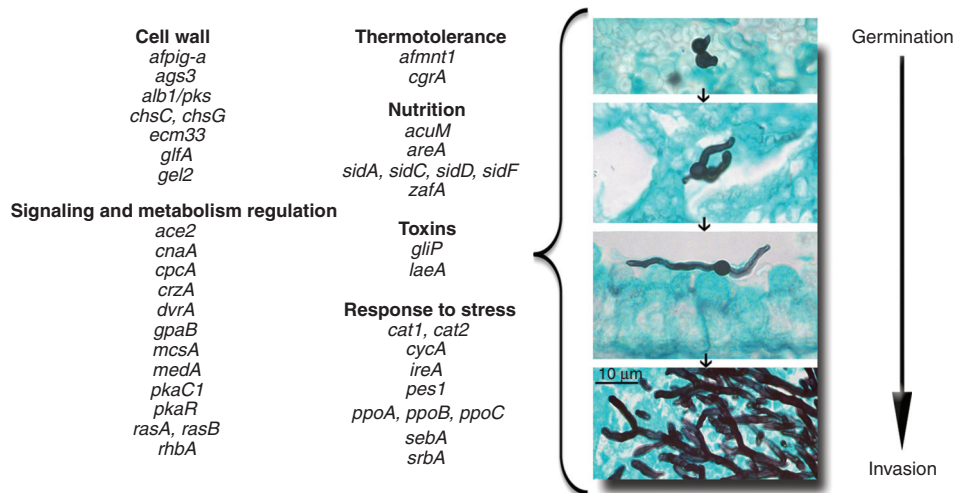 Cell wall
afpig-a
ags3
alb1/pks
chsC, chsG
ecm33
glfA
gel2
Signaling and metabolism regulation
ace2
cnaA
cpcA
crzA
dvrA
gpaB
mcsA
medA
pkaC1
pkaR
rasA, rasB
rhbA
Thermotolerance
afmnt1
cgrA
Nutrition
acuM
areA
sidA, sidC, sidD, sidF
zafA
Toxins
gliP
laeA
Response to stress
cat1, cat2
cycA
ireA
pes1
ppoA, ppoB, ppoC
sebA
srbA
10 μm
Germination
Invasion